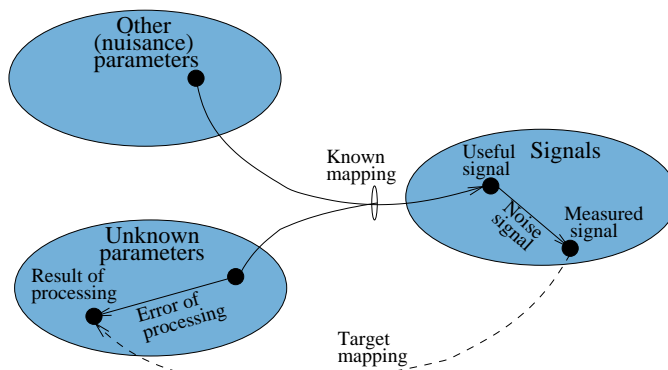 Other
(nuisance)
parameters
Known
mapping
Signals
Useful
signal
Noise
signal
Measured
signal
Unknown
parameters
Result of
processing
Error of
processing
Target
mapping